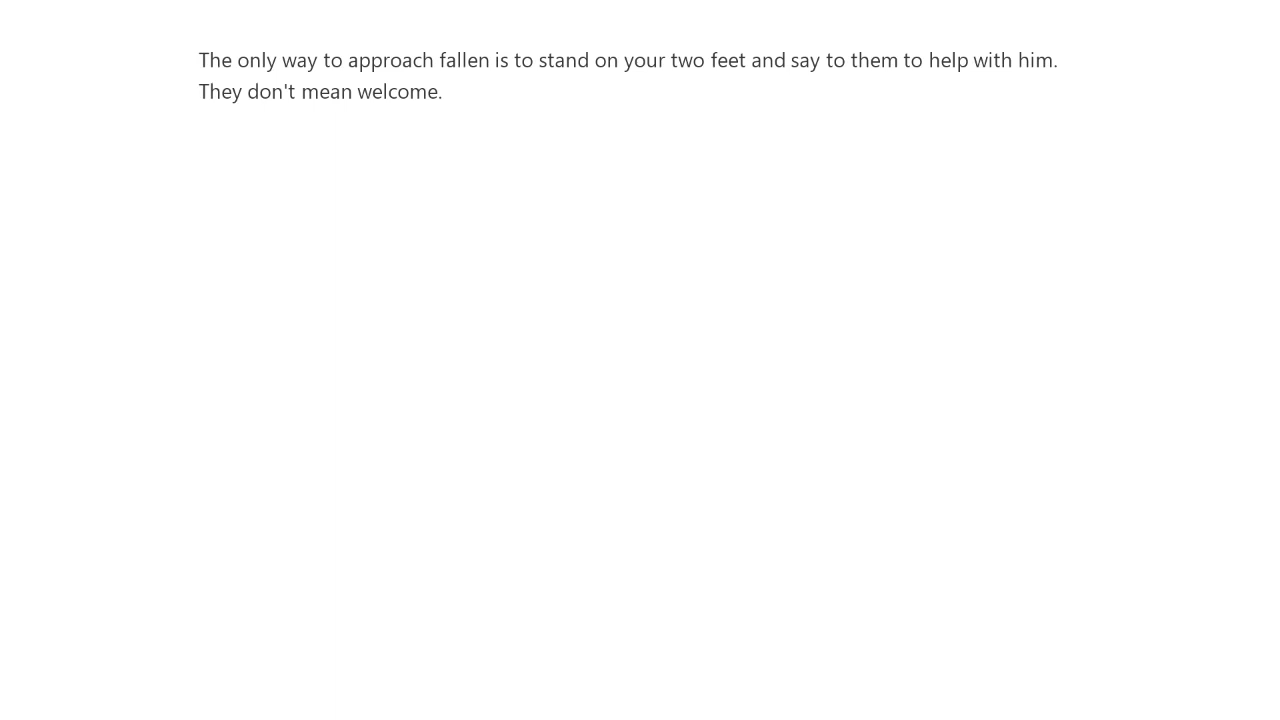 The only way to approach fallen is to stand on your two feet and say to them to help with him.
They don't mean welcome.